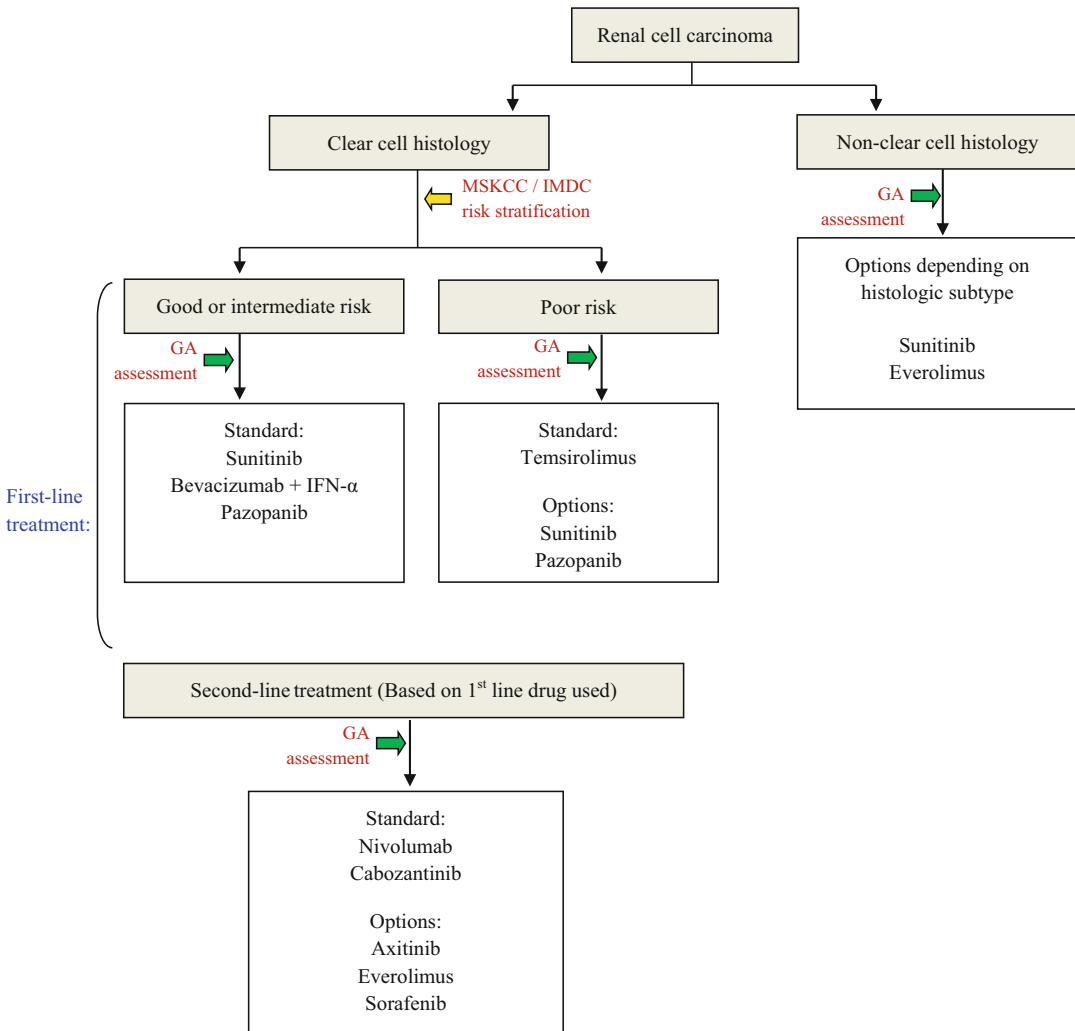 Renal cell carcinoma
Clear cell histology
Non-clear cell histology
MSKCC / IMDC
risk stratification
GA
assessment
Options depending on
histologic subtype
Sunitinib
Everolimus
Good or intermediate risk
Poor risk
GA
assessment
GA
assessment
First-line
treatment:
Standard:
Sunitinib
Bevacizumab + IFN-α
Pazopanib
Standard:
Temsirolimus
Options:
Sunitinib
Pazopanib
Second-line treatment (Based on 1st line drug used)
GA
assessment
Standard:
Nivolumab
Cabozantinib
Options:
Axitinib
Everolimus
Sorafenib